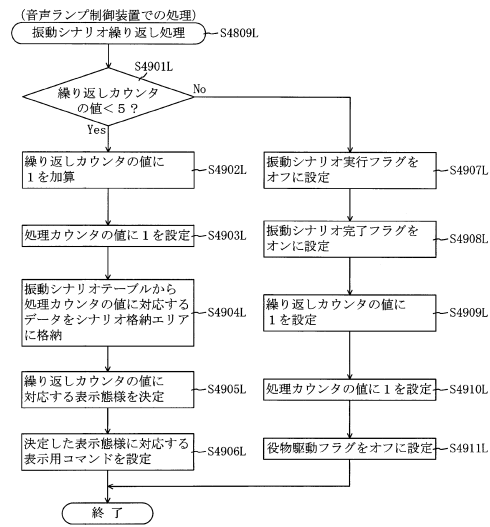 (音声ランプ制御装置での処理)
振動シナリオ繰り返し処理
S4809L
S4901L
繰り返しカウンタ
の値<5?
No
Yes
繰り返しカウンタの値に
1を加算
S4902L
処理カウンタの値に1を設定
S4903L
振動シナリオテーブルから
処理カウンタの値に対応する
データをシナリオ格納エリア
に格納
S4904L
繰り返しカウンタの値に
対応する表示態様を決定
S4905L
決定した表示態様に対応する
表示用コマンドを設定
S4906L
振動シナリオ実行フラグを
オフに設定
S4907L
振動シナリオ完了フラグを
オンに設定
S4908L
繰り返しカウンタの値に
1を設定
S4909L
処理カウンタの値に1を設定
S4910L
役物駆動フラグをオフに設定
S4911L
終了